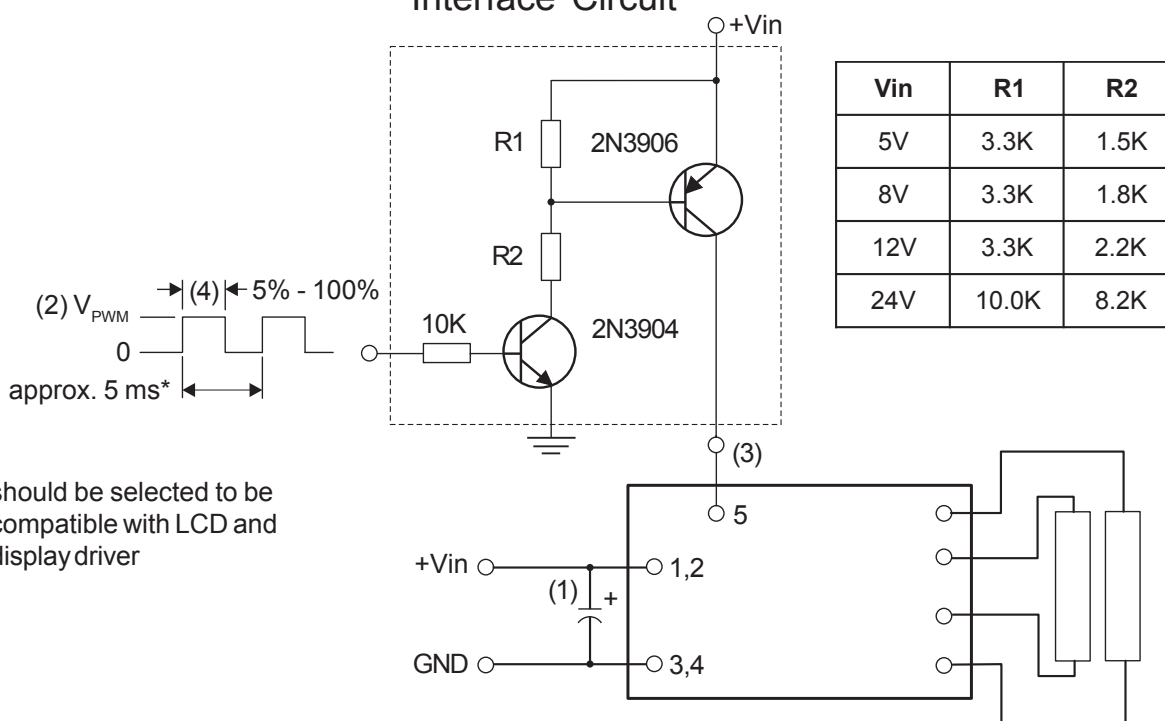 Interface Circuit
+Vin
R1
2N3906
R2
(2) VPWM
(4)
5% - 100%
0
approx. 5 ms*
10K
2N3904
(3)
Vin R1 R2
5V 3.3K 1.5K
8V 3.3K 1.8K
12V 3.3K 2.2K
24V 10.0K 8.2K
should be selected to be
compatible with LCD and
display driver
5
+Vin
1,2
(1)
+
GND
3,4